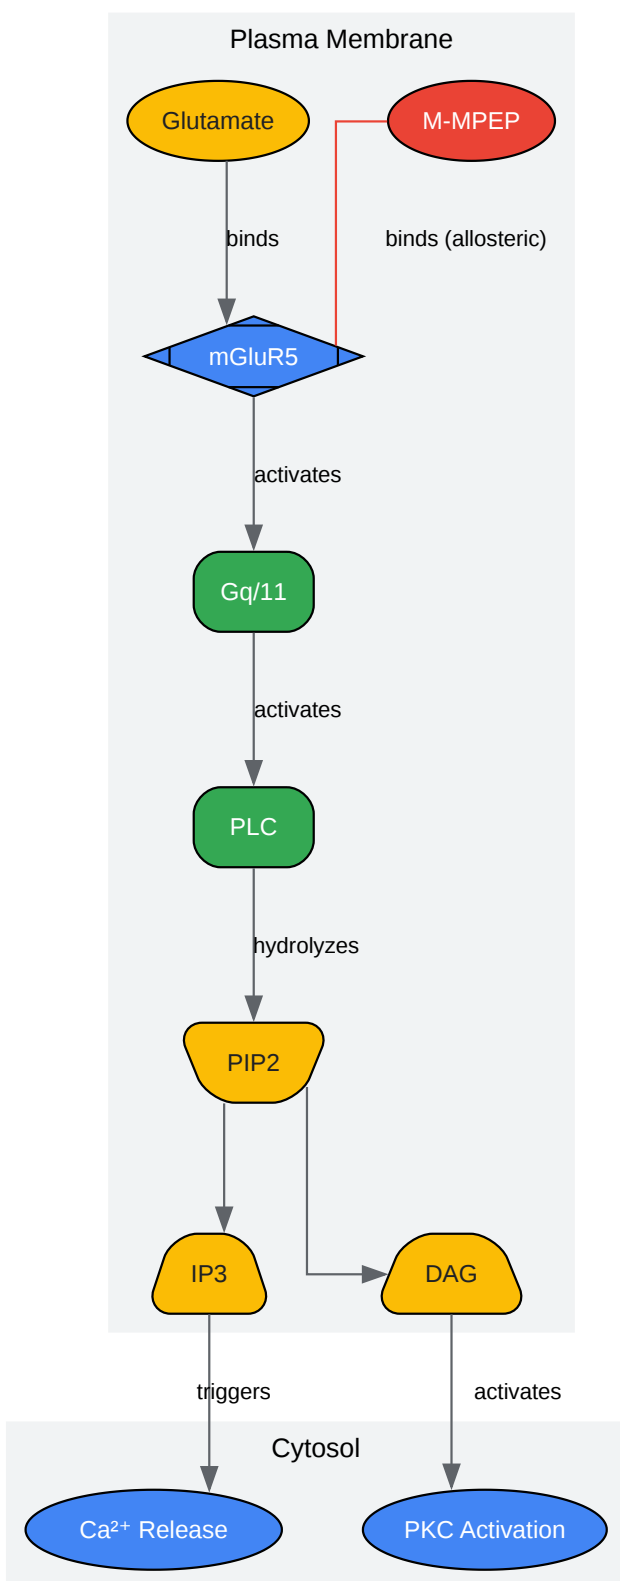 Plasma Membrane
Glutamate
M-MPEP
binds
binds (allosteric)
mGluR5
activates
Gq/11
activates
PLC
hydrolyzes
PIP2
IP3
DAG
triggers
activates
Cytosol
Ca²⁺ Release
PKC Activation